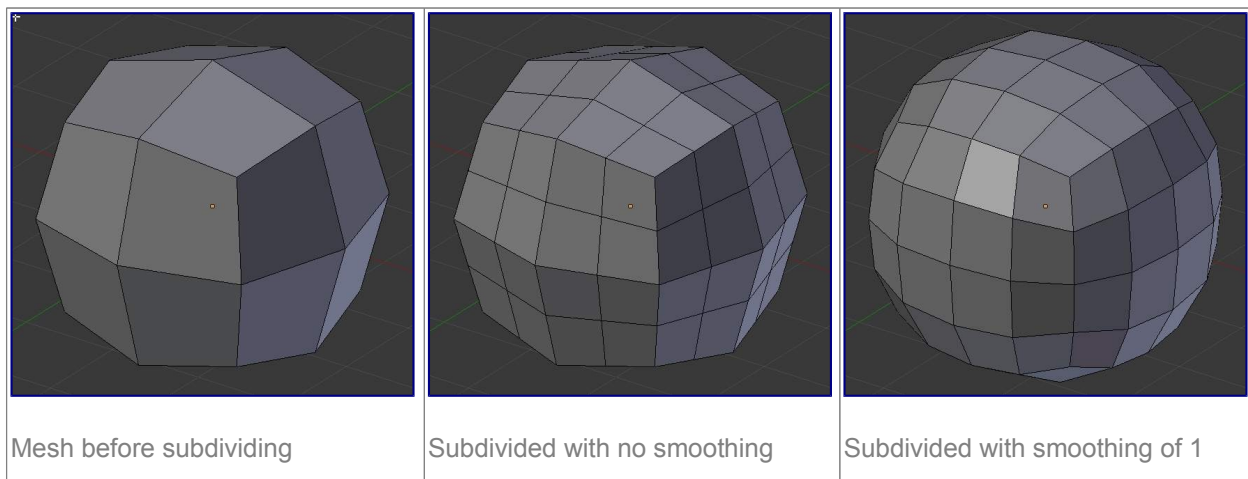 Mesh before subdividing
Subdivided with no smoothing
Subdivided with smoothing of 1